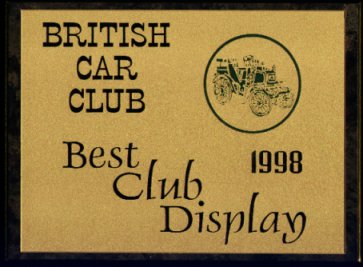 BRITISH
CAR
CLUB
Best 1998
Club
Display